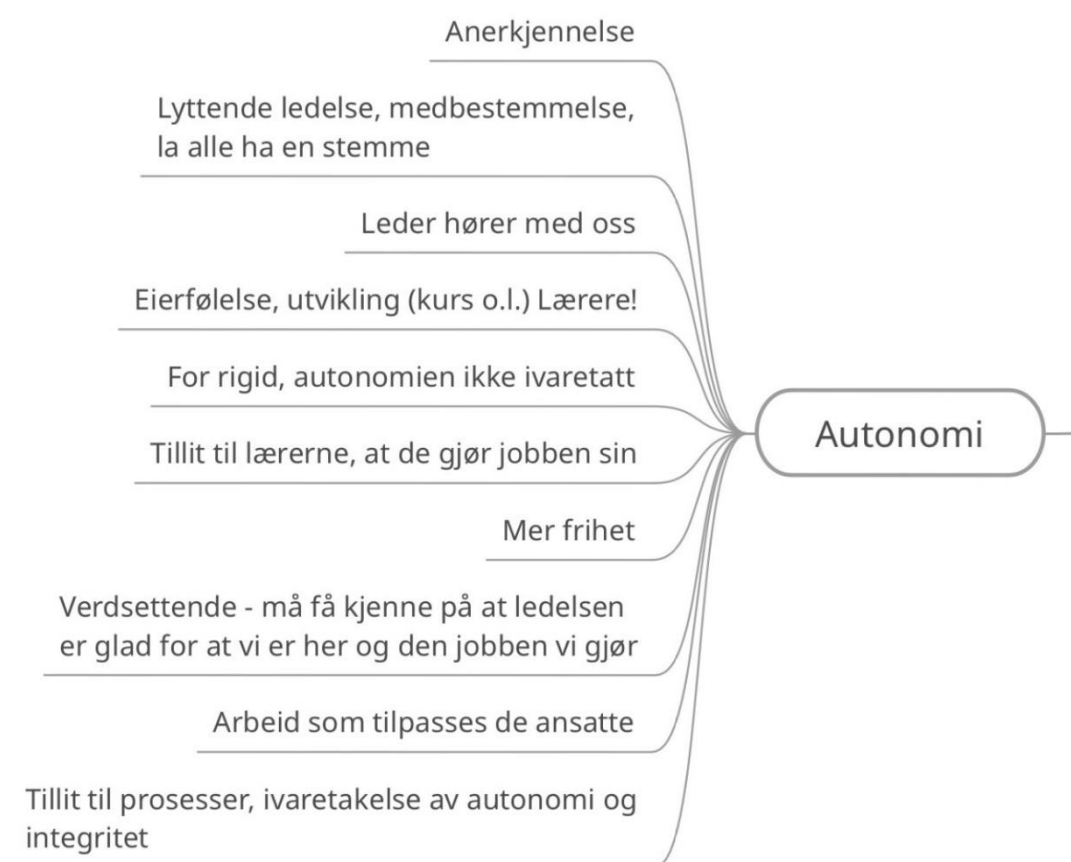 Anerkjennelse
Lyttende ledelse, medbestemmelse,
la alle ha en stemme
Leder hører med oss
Eierfølelse, utvikling (kurs o.l.) Lærere!
For rigid, autonomien ikke ivaretatt
Tillit til lærerne, at de gjør jobben sin
Mer frihet
Verdsettende - må få kjenne på at ledelsen
er glad for at vi er her og den jobben vi gjør
Arbeid som tilpasses de ansatte
Tillit til prosesser, ivaretakelse av autonomi og
integritet
Autonomi